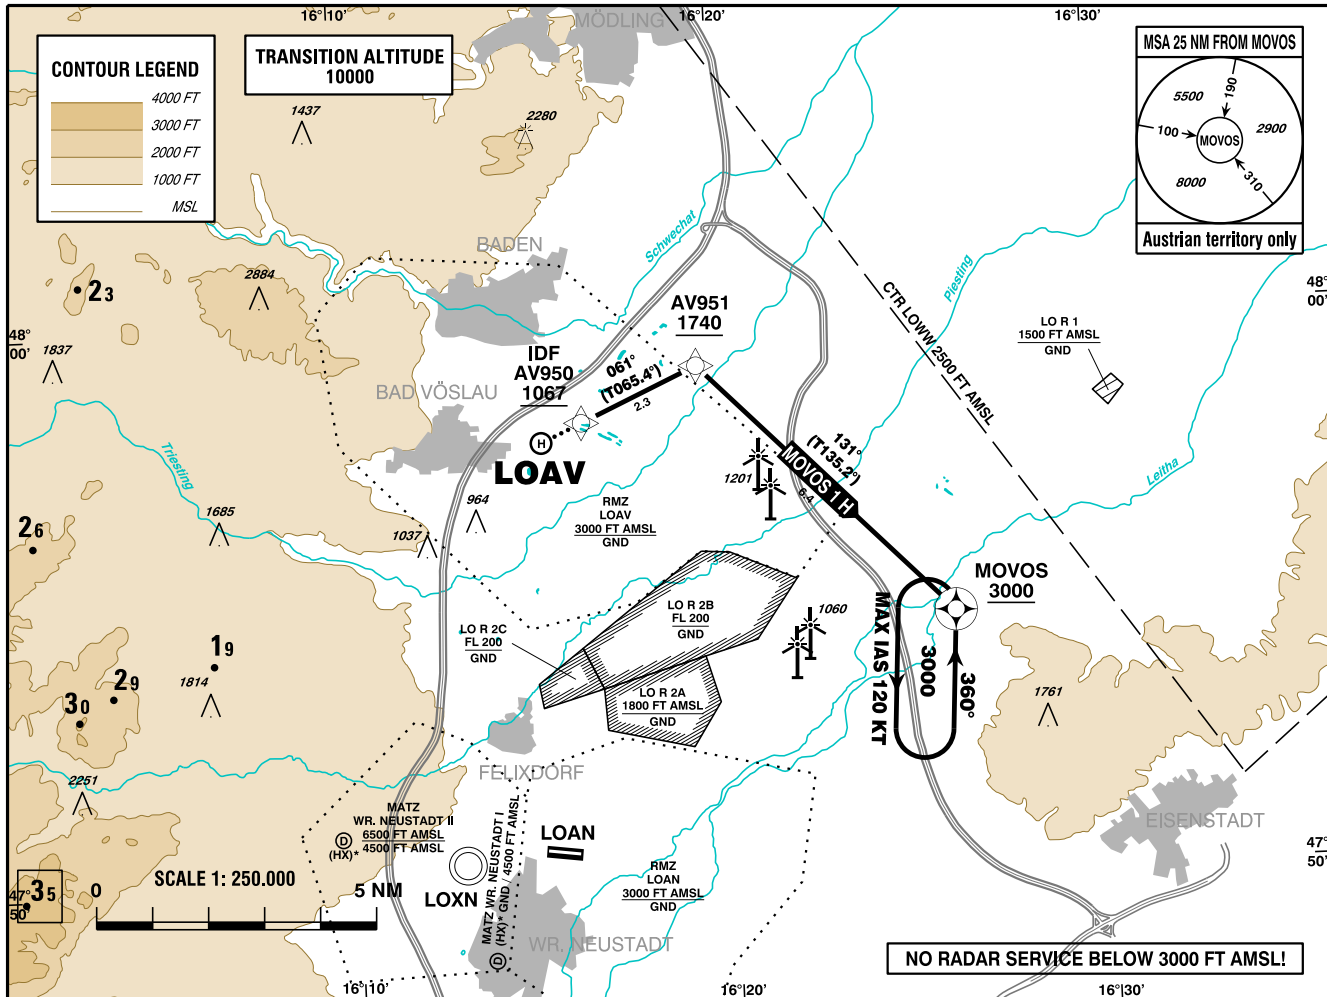 16°|10'
16°|20'
16°|30'
MÖDLING
CONTOUR LEGEND
4000 FT
3000 FT
2000 FT
1000 FT
MSL
TRANSITION ALTITUDE
10000
MSA 25 NM FROM MOVOS
5500
190
100
MOVOS
2900
310
8000
Austrian territory only
1437
2280
Schwechat
BADEN
2884
23
Piesting
CTR LOWW 2500 FT AMSL
48°
00'
48°
00'
AV951
1740
LO R 1
1500 FT AMSL
GND
IDF
AV950
1067
061°
(T065.4°)
2.3
1837
BAD VÖSLAU
H
LOAV
131°
(T135.2°)
MOVOS 1 H
6.4
1201
Triesting
Leitha
964
1685
1037
RMZ
LOAV
3000 FT AMSL
GND
26
MOVOS
3000
LO R 2B
FL 200
GND
1060
LO R 2C
FL 200
GND
MAX IAS 120 KT
3000
360°
19
1814
29
30
LO R 2A
1800 FT AMSL
GND
1761
2251
FELIXDORF
MATZ
WR. NEUSTADT II
6500 FT AMSL
4500 FT AMSL
D
(HX)*
MATZ WR. NEUSTADT I
(HX)* GND 4500 FT AMSL
D
LOAN
EISENSTADT
47°
50'
RMZ
LOAN
3000 FT AMSL
GND
SCALE 1: 250.000
0
5 NM
35
47°
50'
LOXN
WR. NEUSTADT
NO RADAR SERVICE BELOW 3000 FT AMSL!
16°|10'
16°|20'
16°|30'